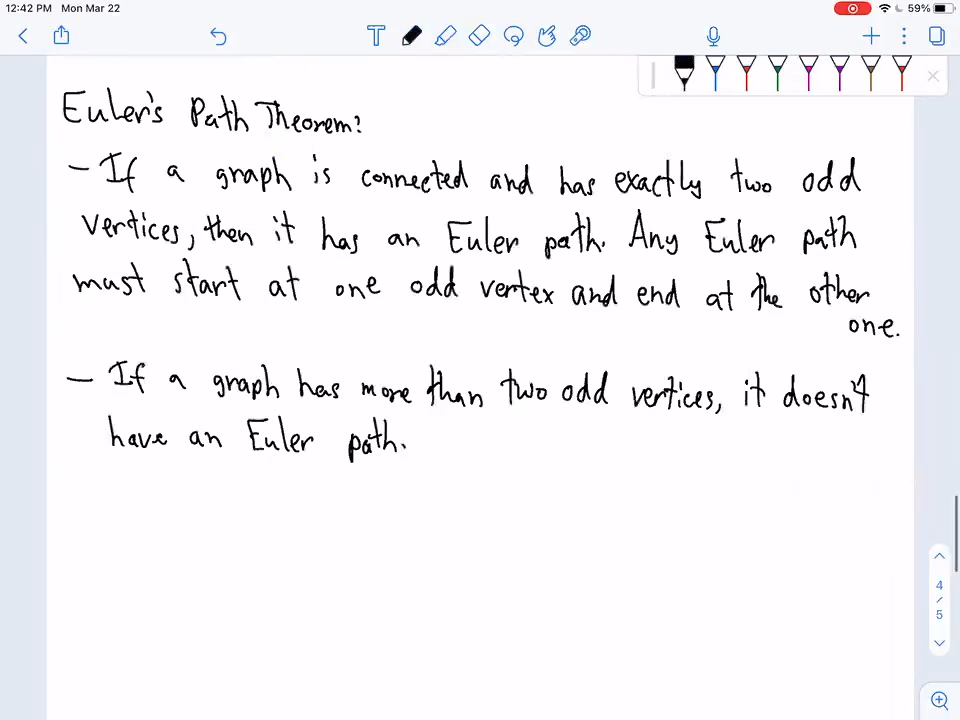 12:42 PM Mon Mar 22
59%
Euler's Path Theorem:
- If a graph is connected and has exactly two odd
vertices, then it has an Euler path. Any Euler path
must start at one odd vertex and end at the other
one.
- If a graph has more than two odd vertices, it doesn't
have an Euler path.
4
/
5